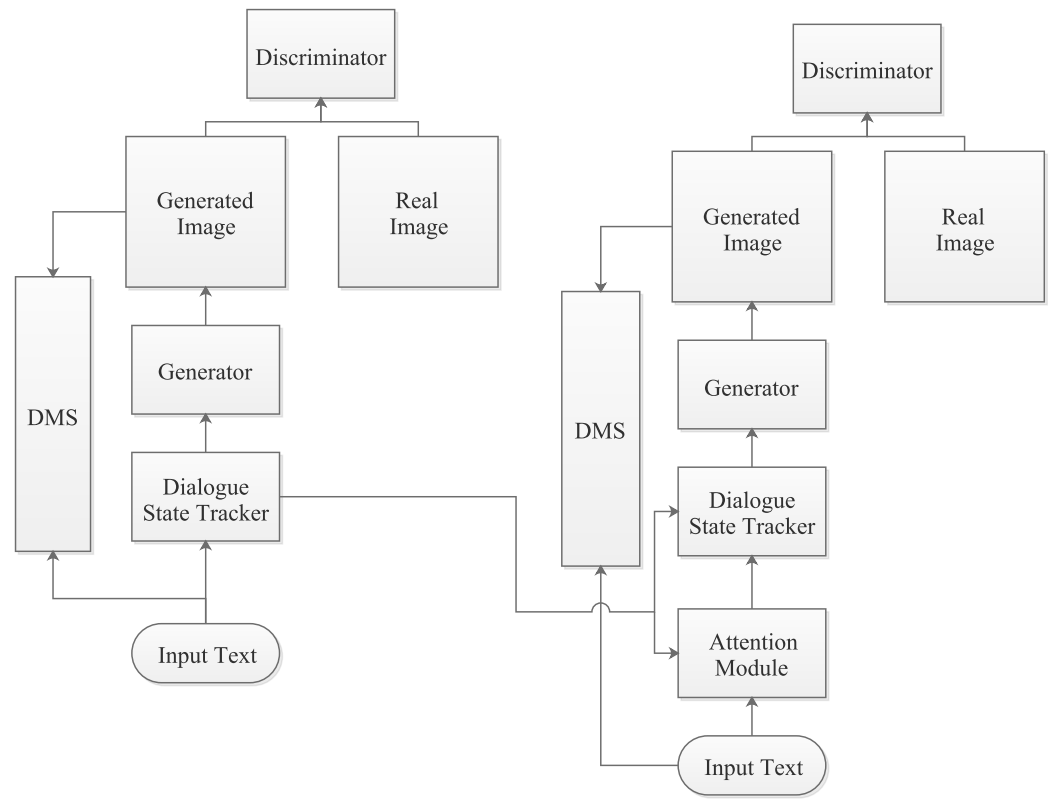 Discriminator
Generated
Image
Real
Image
Generator
DMS
Dialogue
State Tracker
Input Text
Discriminator
Generated
Image
Real
Image
Generator
DMS
Dialogue
State Tracker
Attention
Module
Input Text